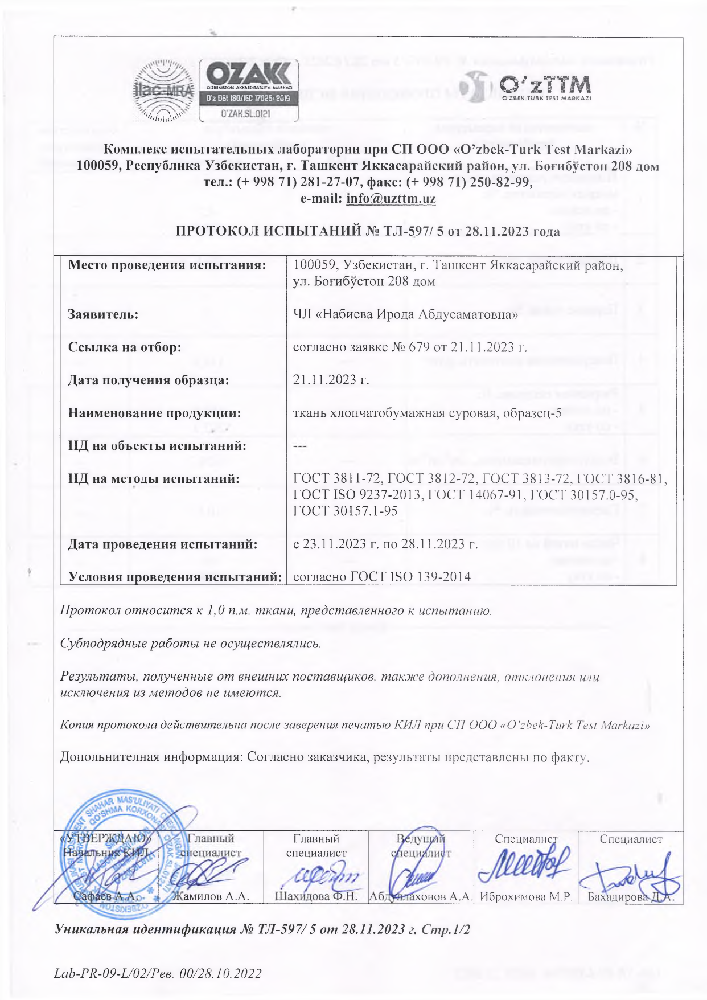 ilac-MRA
OZAKK
O'ZBEKISTON AKKREDITATSIYA MARKAZI
O'z DSt ISO/IEC 17025: 2019
O'ZAK.SL.0121
O'zTTM
O'ZBEK TURK TEST MARKAZI
Комплекс испытательных лаборатории при СП ООО «O'zbek-Turk Test Markazi»
100059, Республика Узбекистан, г. Ташкент Яккасарайский район, ул. Богибўстон 208 дом
тел.: (+ 998 71) 281-27-07, факс: (+ 998 71) 250-82-99,
e-mail: info@uzttm.uz
ПРОТОКОЛ ИСПЫТАНИЙ № ТЛ-597/ 5 от 28.11.2023 года
Место проведения испытания: 100059, Узбекистан, г. Ташкент Яккасарайский район,
ул. Богибўстон 208 дом
Заявитель: ЧЛ «Набиева Ирода Абдусаматовна»
Ссылка на отбор: согласно заявке № 679 от 21.11.2023 г.
Дата получения образца: 21.11.2023 г.
Наименование продукции: ткань хлопчатобумажная суровая, образец-5
НД на объекты испытаний: ---
НД на методы испытаний: ГОСТ 3811-72, ГОСТ 3812-72, ГОСТ 3813-72, ГОСТ 3816-81,
ГОСТ ISO 9237-2013, ГОСТ 14067-91, ГОСТ 30157.0-95,
ГОСТ 30157.1-95
Дата проведения испытаний: с 23.11.2023 г. по 28.11.2023 г.
Условия проведения испытаний: согласно ГОСТ ISO 139-2014
Протокол относится к 1,0 п.м. ткани, представленного к испытанию.
Субподрядные работы не осуществлялись.
Результаты, полученные от внешних поставщиков, также дополнения, отклонения или
исключения из методов не имеются.
Копия протокола действительна после заверения печатью КИЛ при СП ООО «O'zbek-Turk Test Markazi»
Допольнителная информация: Согласно заказчика, результаты представлены по факту.
«УТВЕРЖДАЮ» Главный Главный Ведущий Специалист Специалист
Начальник КИЛ специалист специалист специалист
Сафаев А.А. Жамилов А.А. Шахидова Ф.Н. Абдуллахонов А.А. Иброхимова М.Р. Бахадирова Д.А.
Уникальная идентификация № ТЛ-597/ 5 от 28.11.2023 г. Стр.1/2
Lab-PR-09-L/02/Рев. 00/28.10.2022